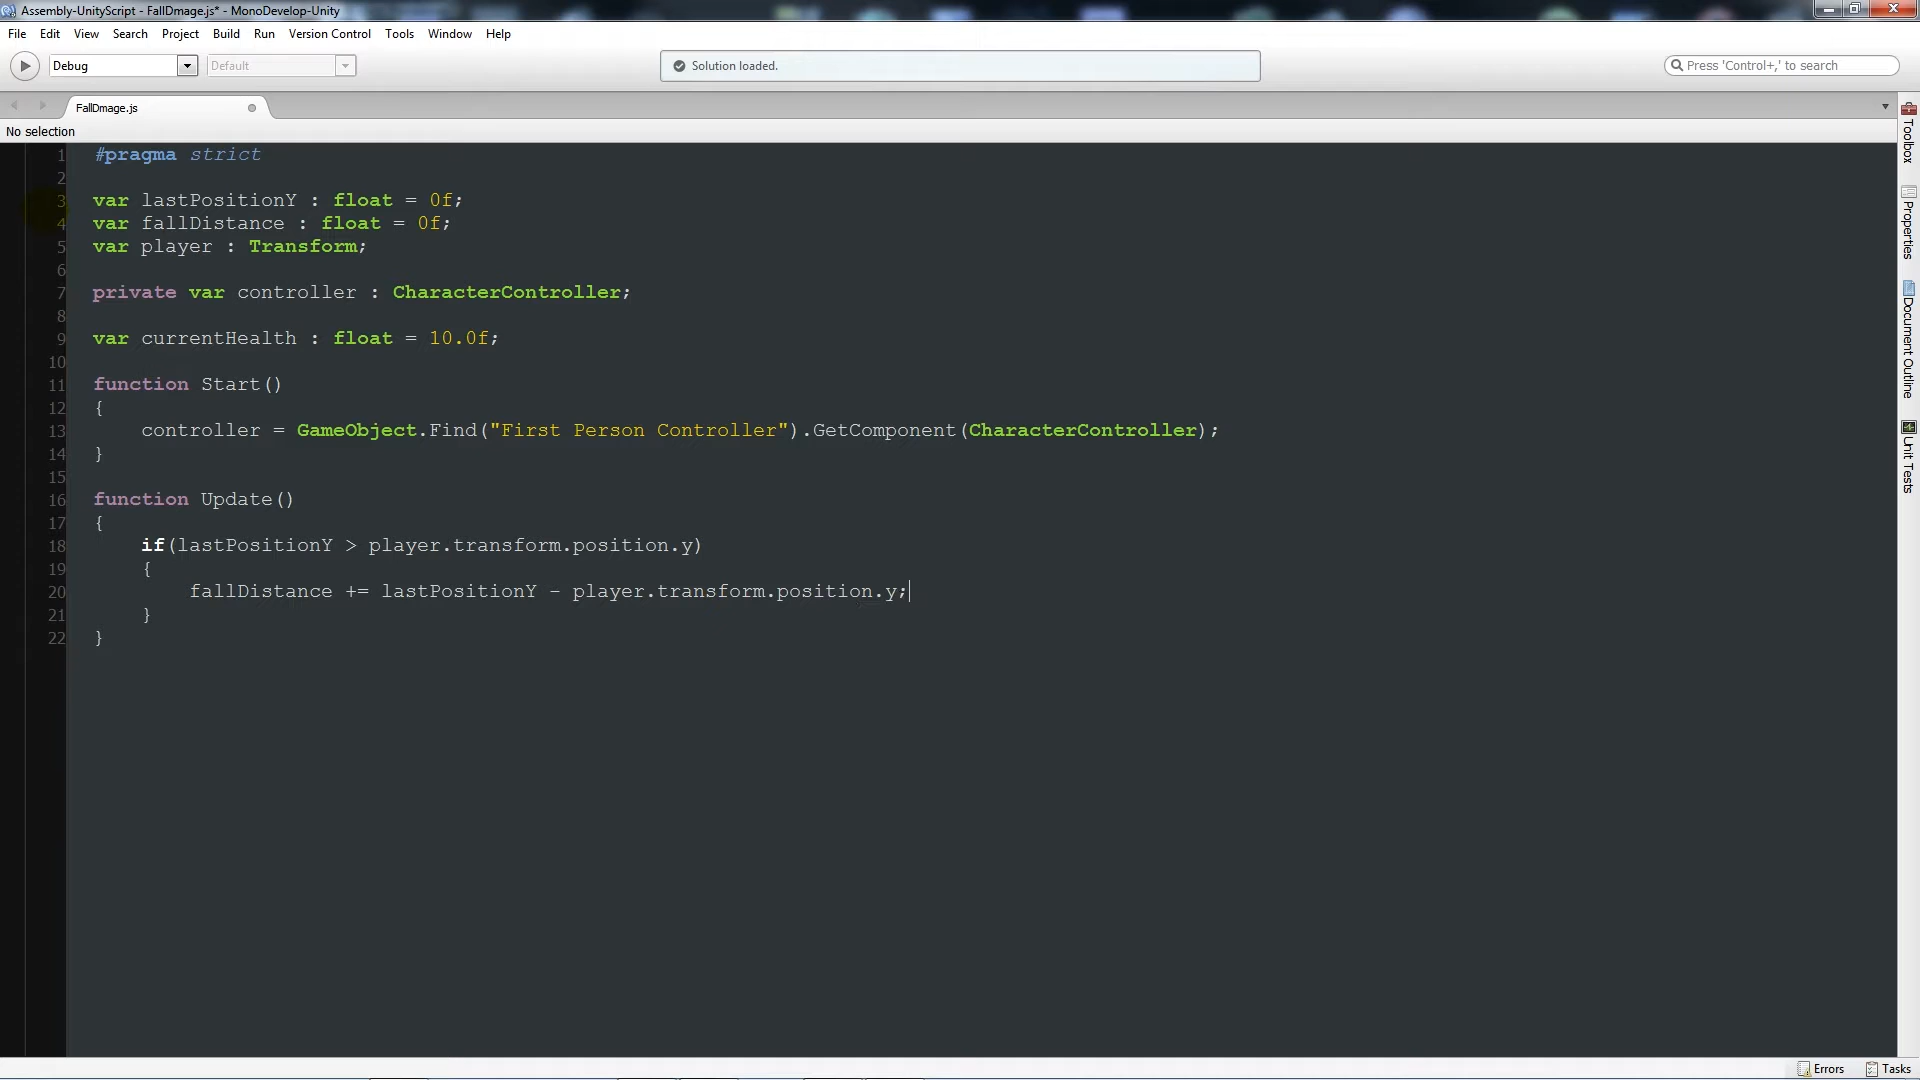 Assembly-UnityScript - FallDmage.js* - MonoDevelop-Unity
File Edit View Search Project Build Run Version Control Tools Window Help
Debug Default Solution loaded. Press 'Control+,' to search
FallDmage.js
No selection
1 #pragma strict
2
3 var lastPositionY : float = 0f;
4 var fallDistance : float = 0f;
5 var player : Transform;
6
7 private var controller : CharacterController;
8
9 var currentHealth : float = 10.0f;
10
11 function Start()
12 {
13 controller = GameObject.Find("First Person Controller").GetComponent(CharacterController);
14 }
15
16 function Update()
17 {
18 if(lastPositionY > player.transform.position.y)
19 {
20 fallDistance += lastPositionY - player.transform.position.y;
21 }
22 }
Toolbox
Properties
Document Outline
Unit Tests
Errors Tasks